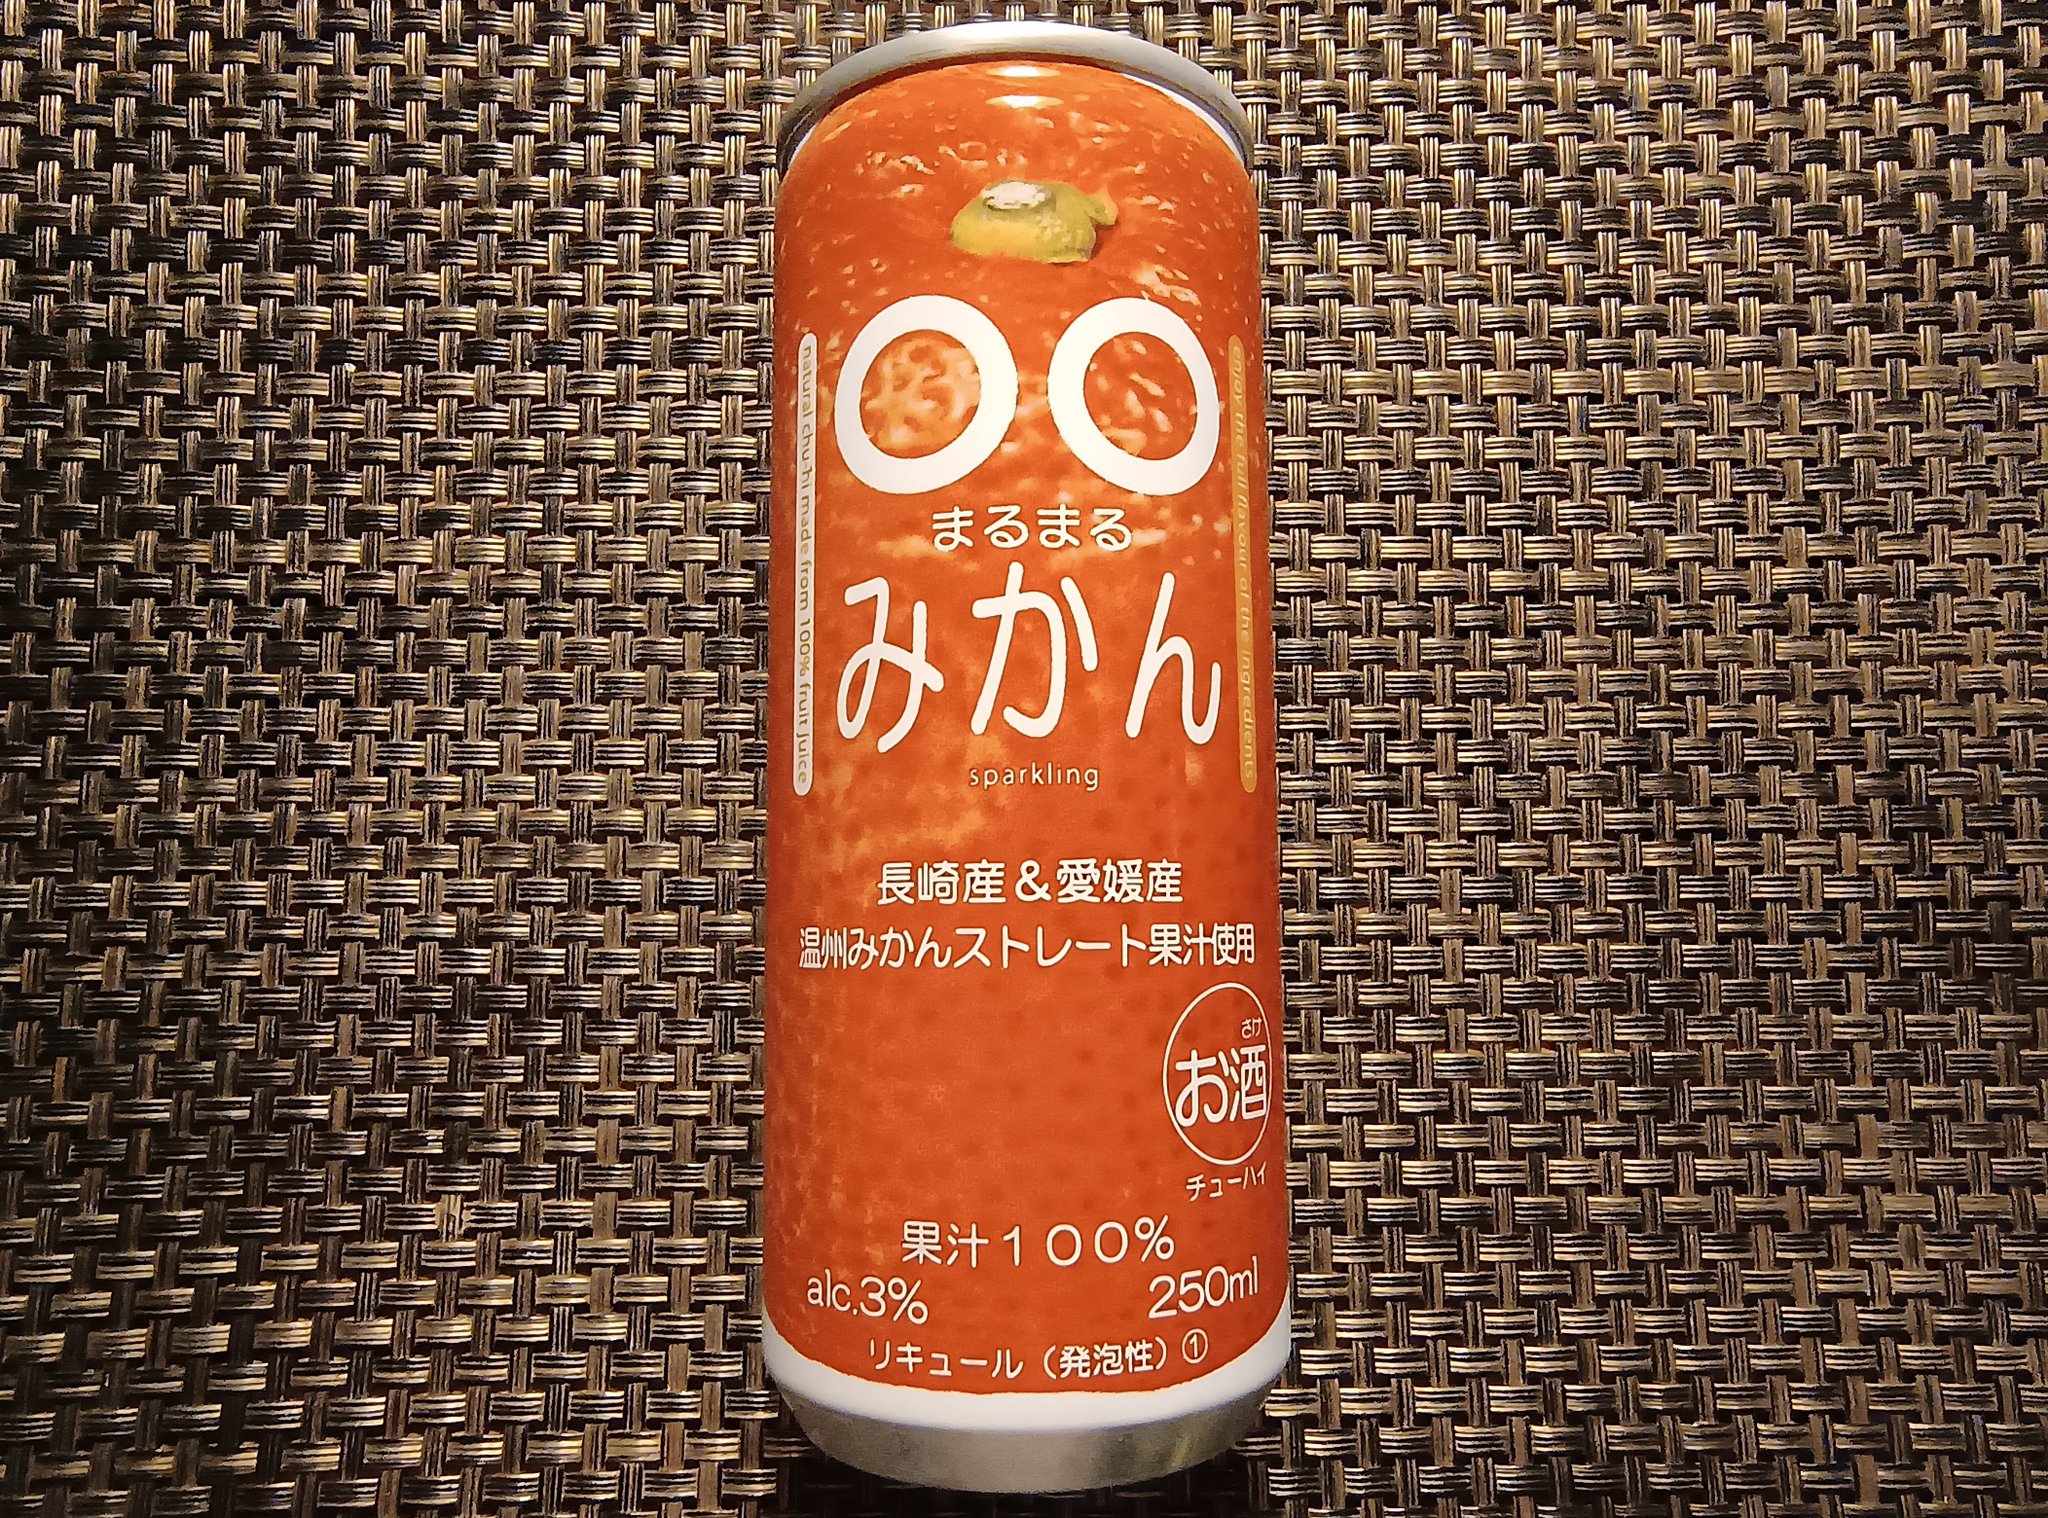 〇〇
まるまる
みかん
sparkling
natural chu-hi made from 100% fruit juice
enjoy the full flavour of the ingredients
長崎産&愛媛産
温州みかんストレート果汁使用
さけ
お酒
チューハイ
果汁100%
alc.3%
250ml
リキュール(発泡性)①